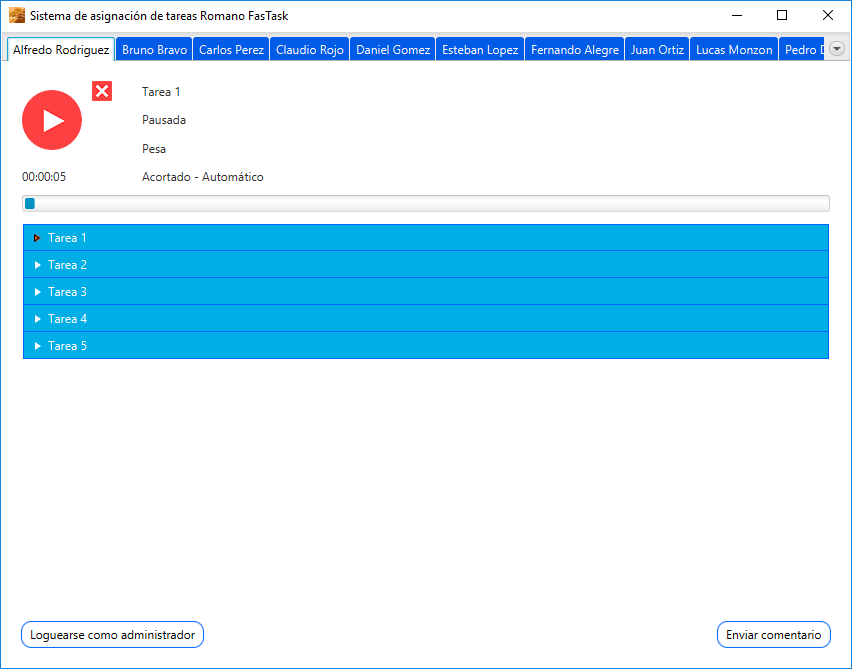 Sistema de asignación de tareas Romano FasTask
Alfredo Rodriguez Bruno Bravo Carlos Perez Claudio Rojo Daniel Gomez Esteban Lopez Fernando Alegre Juan Ortiz Lucas Monzon Pedro
Tarea 1
Pausada
Pesa
00:00:05 Acortado - Automático
Tarea 1
Tarea 2
Tarea 3
Tarea 4
Tarea 5
Loguearse como administrador Enviar comentario